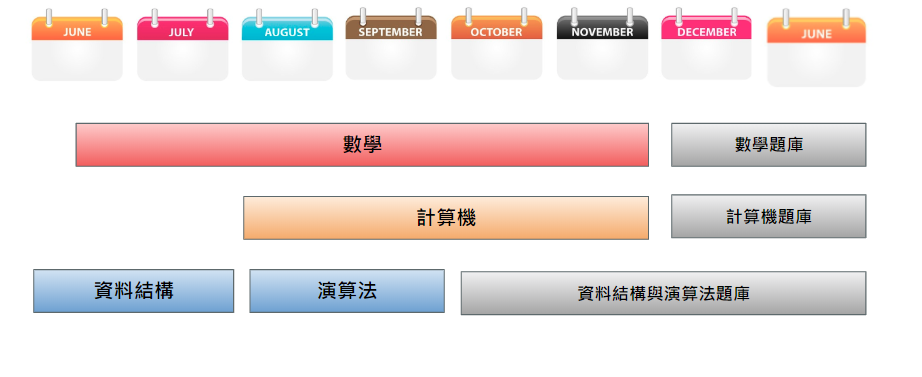 JUNE
JULY
AUGUST
SEPTEMBER
OCTOBER
NOVEMBER
DECEMBER
JUNE
數學
數學題庫
計算機
計算機題庫
資料結構
演算法
資料結構與演算法題庫